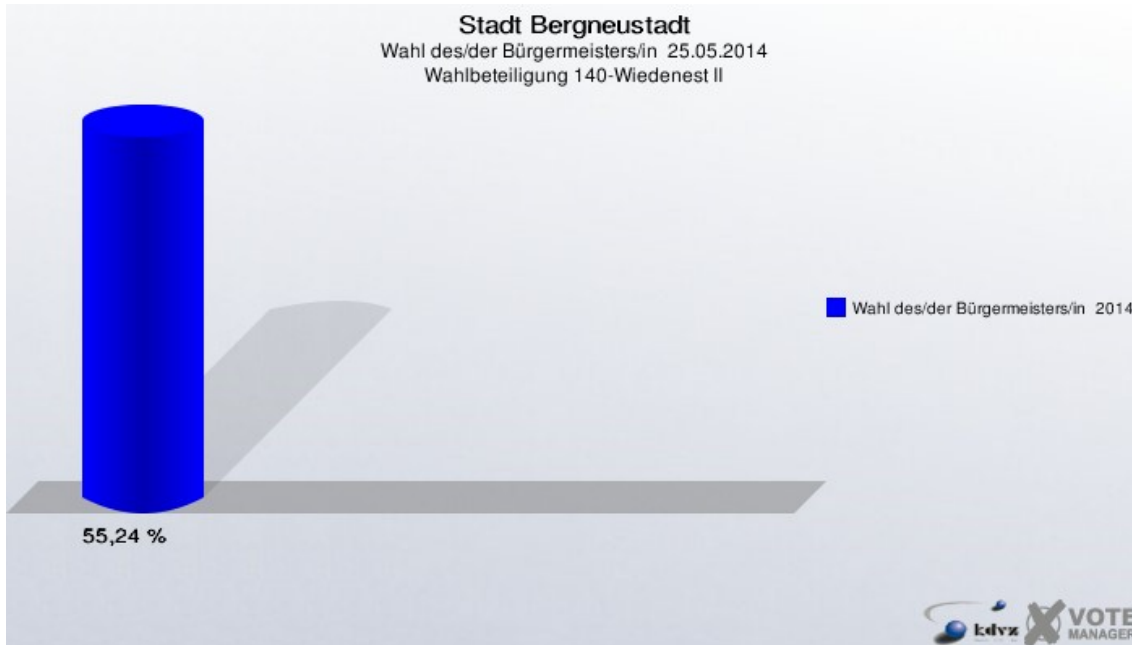 Stadt Bergneustadt
Wahl des/der Bürgermeisters/in 25.05.2014
Wahlbeteiligung 140-Wiedenest II
Wahl des/der Bürgermeisters/in 2014
55,24 %
kdvz
VOTE
MANAGER